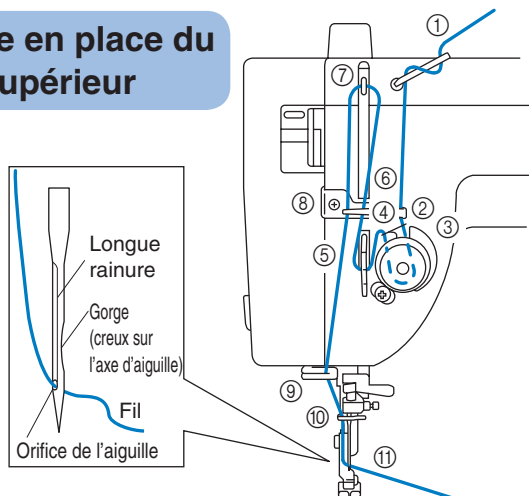 e en place du
upérieur
①
⑦
⑥
⑧
④
②
③
⑤
⑨
⑩
⑪
Longue
rainure
Gorge
(creux sur
l'axe d'aiguille)
Fil
Orifice de l'aiguille